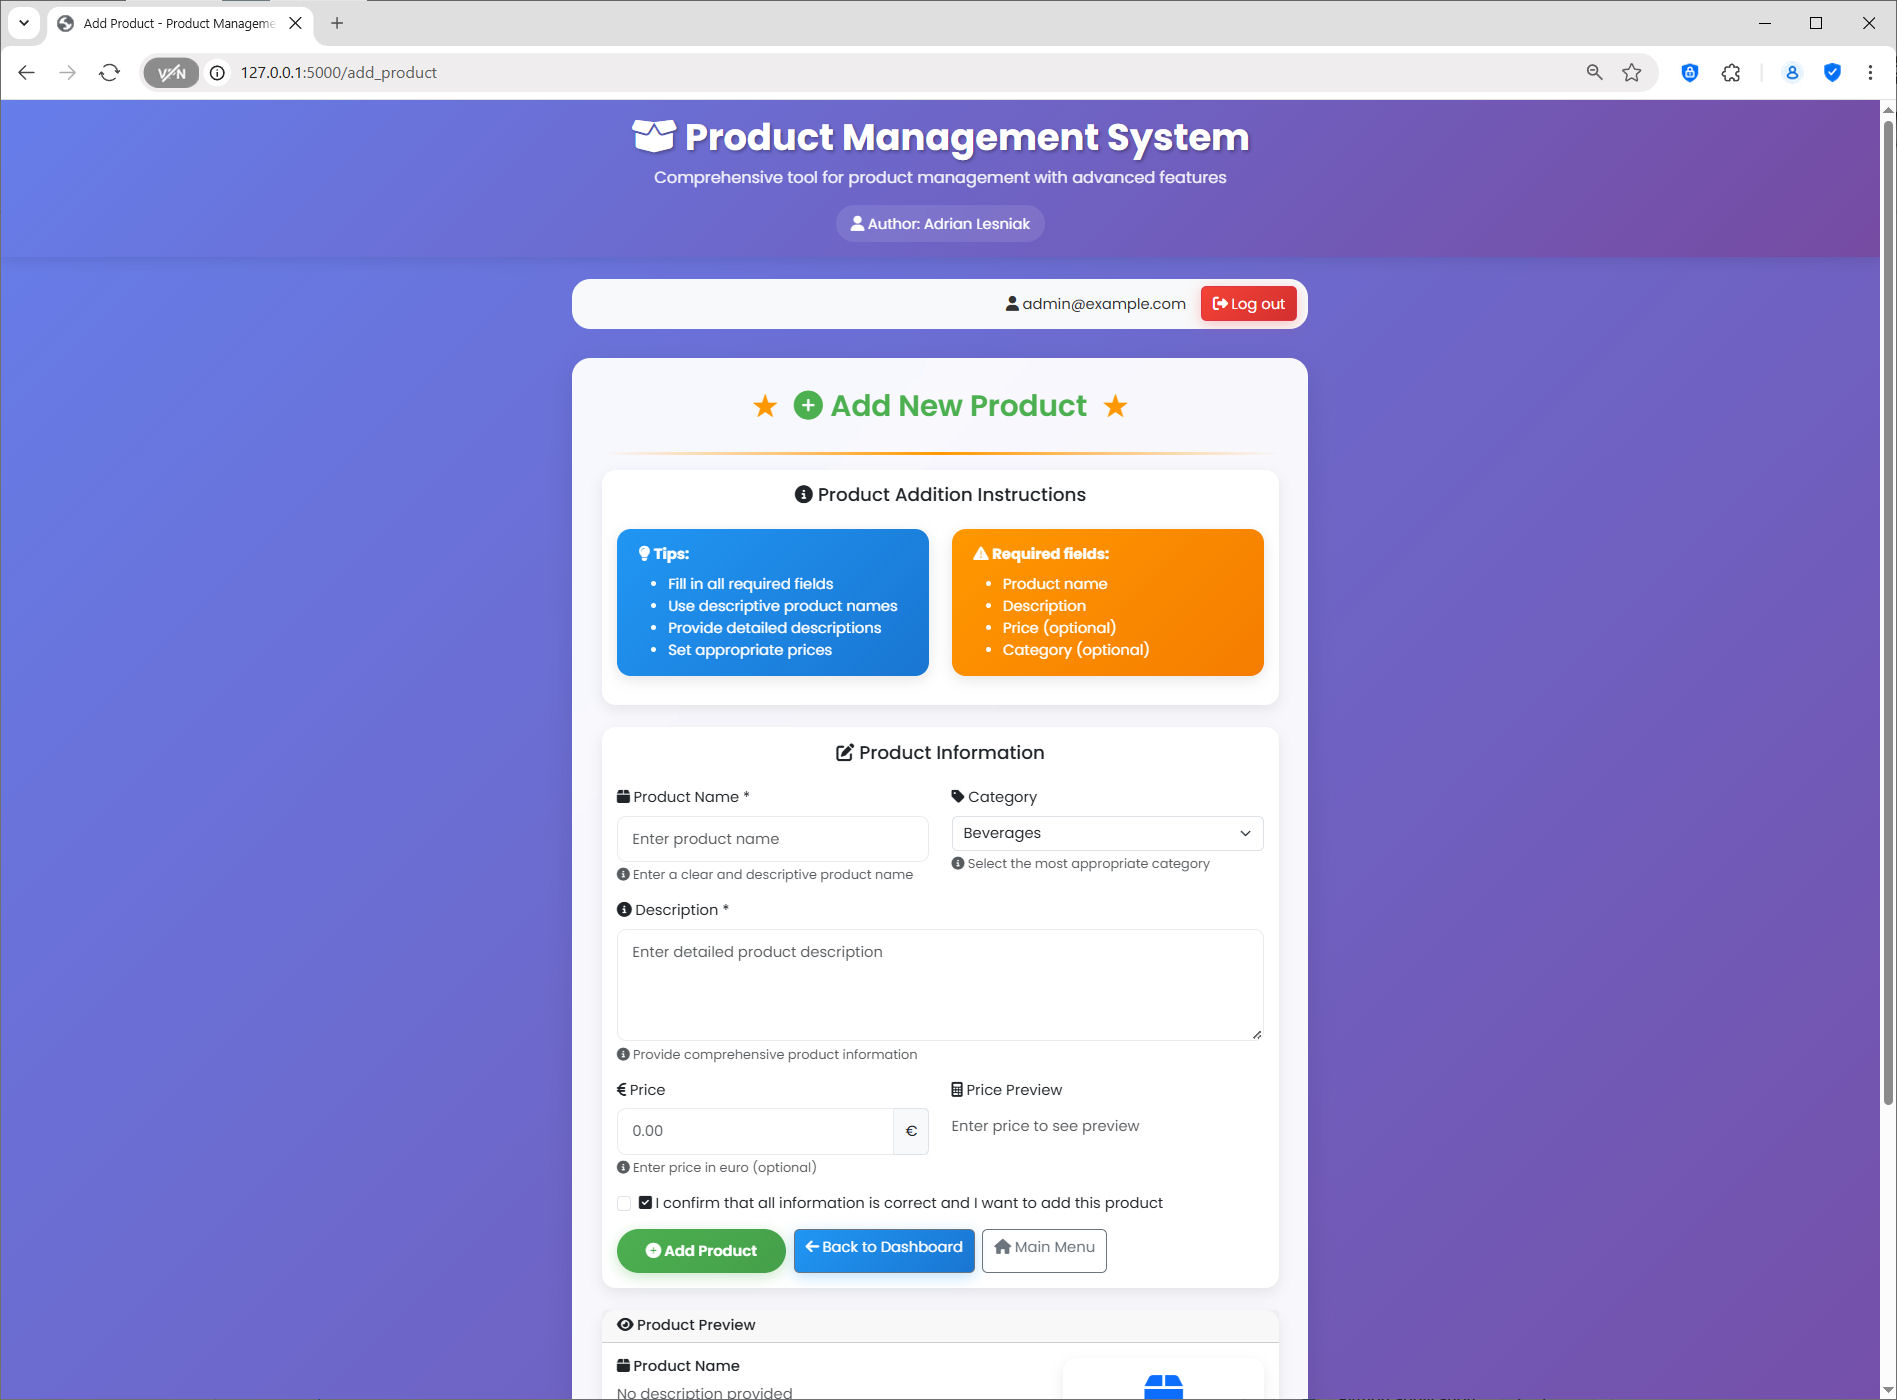 Add Product - Product Manageme
VPN
127.0.0.1:5000/add_product
Product Management System
Comprehensive tool for product management with advanced features
Author: Adrian Lesniak
admin@example.com
Log out
Add New Product
Product Addition Instructions
Tips:
Fill in all required fields
Use descriptive product names
Provide detailed descriptions
Set appropriate prices
Required fields:
Product name
Description
Price (optional)
Category (optional)
Product Information
Product Name *
Enter product name
Enter a clear and descriptive product name
Category
Beverages
Select the most appropriate category
Description *
Enter detailed product description
Provide comprehensive product information
€ Price
0.00
€
Enter price in euro (optional)
Price Preview
Enter price to see preview
I confirm that all information is correct and I want to add this product
Add Product
Back to Dashboard
Main Menu
Product Preview
Product Name
No description provided